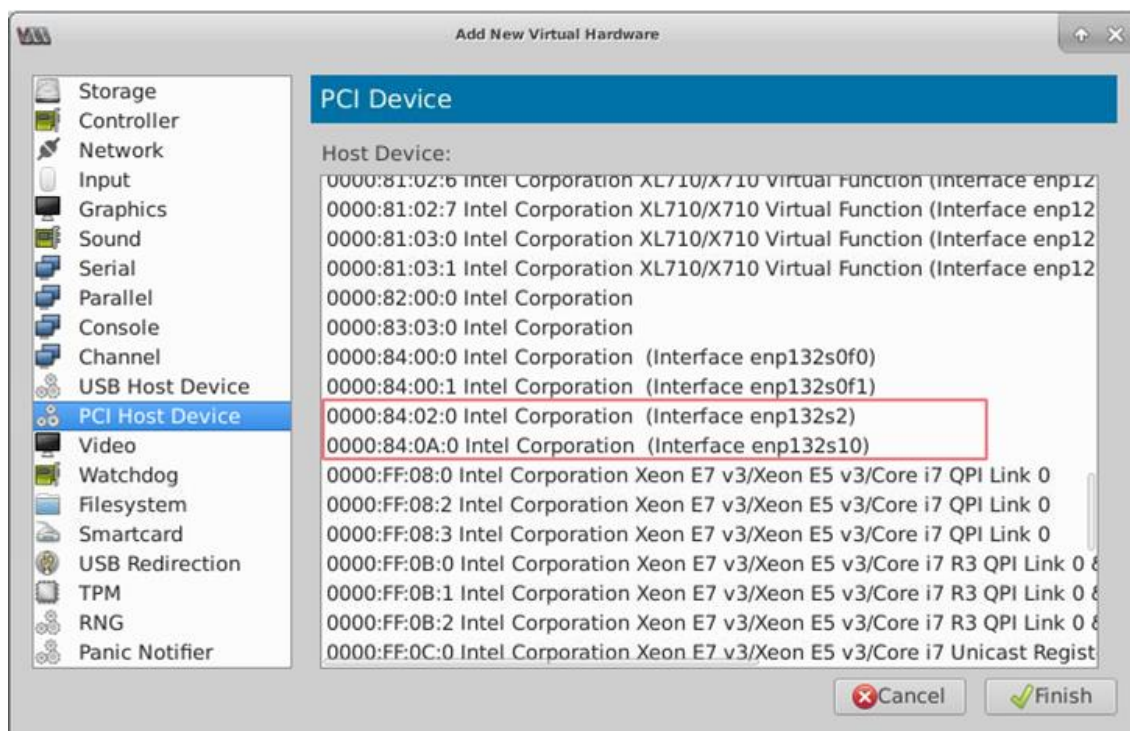 Add New Virtual Hardware
Storage
Controller
Network
Input
Graphics
Sound
Serial
Parallel
Console
Channel
USB Host Device
PCI Host Device
Video
Watchdog
Filesystem
Smartcard
USB Redirection
TPM
RNG
Panic Notifier
PCI Device
Host Device:
0000:81:02:6 Intel Corporation XL710/X710 Virtual Function (Interface enp12
0000:81:02:7 Intel Corporation XL710/X710 Virtual Function (Interface enp12
0000:81:03:0 Intel Corporation XL710/X710 Virtual Function (Interface enp12
0000:81:03:1 Intel Corporation XL710/X710 Virtual Function (Interface enp12
0000:82:00:0 Intel Corporation
0000:83:03:0 Intel Corporation
0000:84:00:0 Intel Corporation (Interface enp132s0f0)
0000:84:00:1 Intel Corporation (Interface enp132s0f1)
0000:84:02:0 Intel Corporation (Interface enp132s2)
0000:84:0A:0 Intel Corporation (Interface enp132s10)
0000:FF:08:0 Intel Corporation Xeon E7 v3/Xeon E5 v3/Core i7 QPI Link 0
0000:FF:08:2 Intel Corporation Xeon E7 v3/Xeon E5 v3/Core i7 QPI Link 0
0000:FF:08:3 Intel Corporation Xeon E7 v3/Xeon E5 v3/Core i7 QPI Link 0
0000:FF:0B:0 Intel Corporation Xeon E7 v3/Xeon E5 v3/Core i7 R3 QPI Link 0 &
0000:FF:0B:1 Intel Corporation Xeon E7 v3/Xeon E5 v3/Core i7 R3 QPI Link 0 &
0000:FF:0B:2 Intel Corporation Xeon E7 v3/Xeon E5 v3/Core i7 R3 QPI Link 0 &
0000:FF:0C:0 Intel Corporation Xeon E7 v3/Xeon E5 v3/Core i7 Unicast Regist
Cancel
Finish